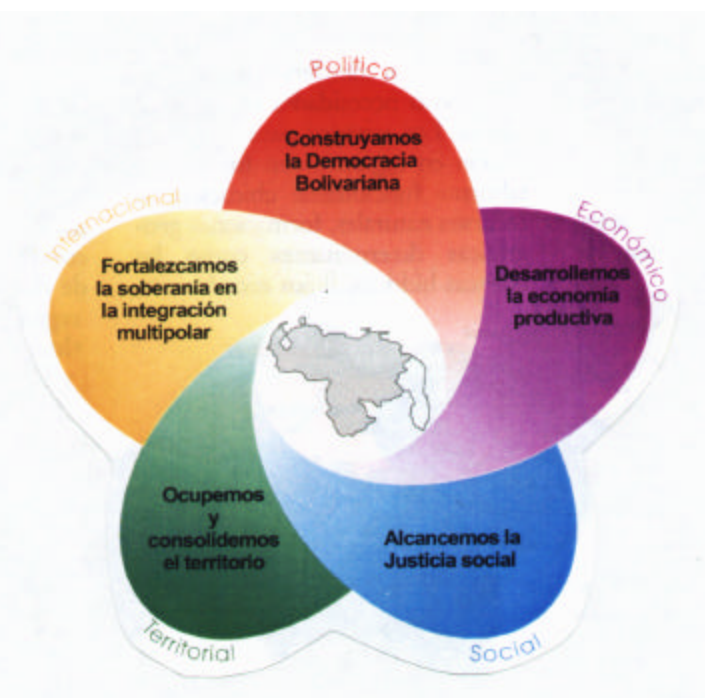 Político
Construyamos
la Democracia
Bolivariana
Económico
Desarrollemos
la economía
productiva
Social
Alcancemos la
Justicia social
Territorial
Ocupemos
y
consolidemos
el territorio
Internacional
Fortalezcamos
la soberanía en
la integración
multipolar